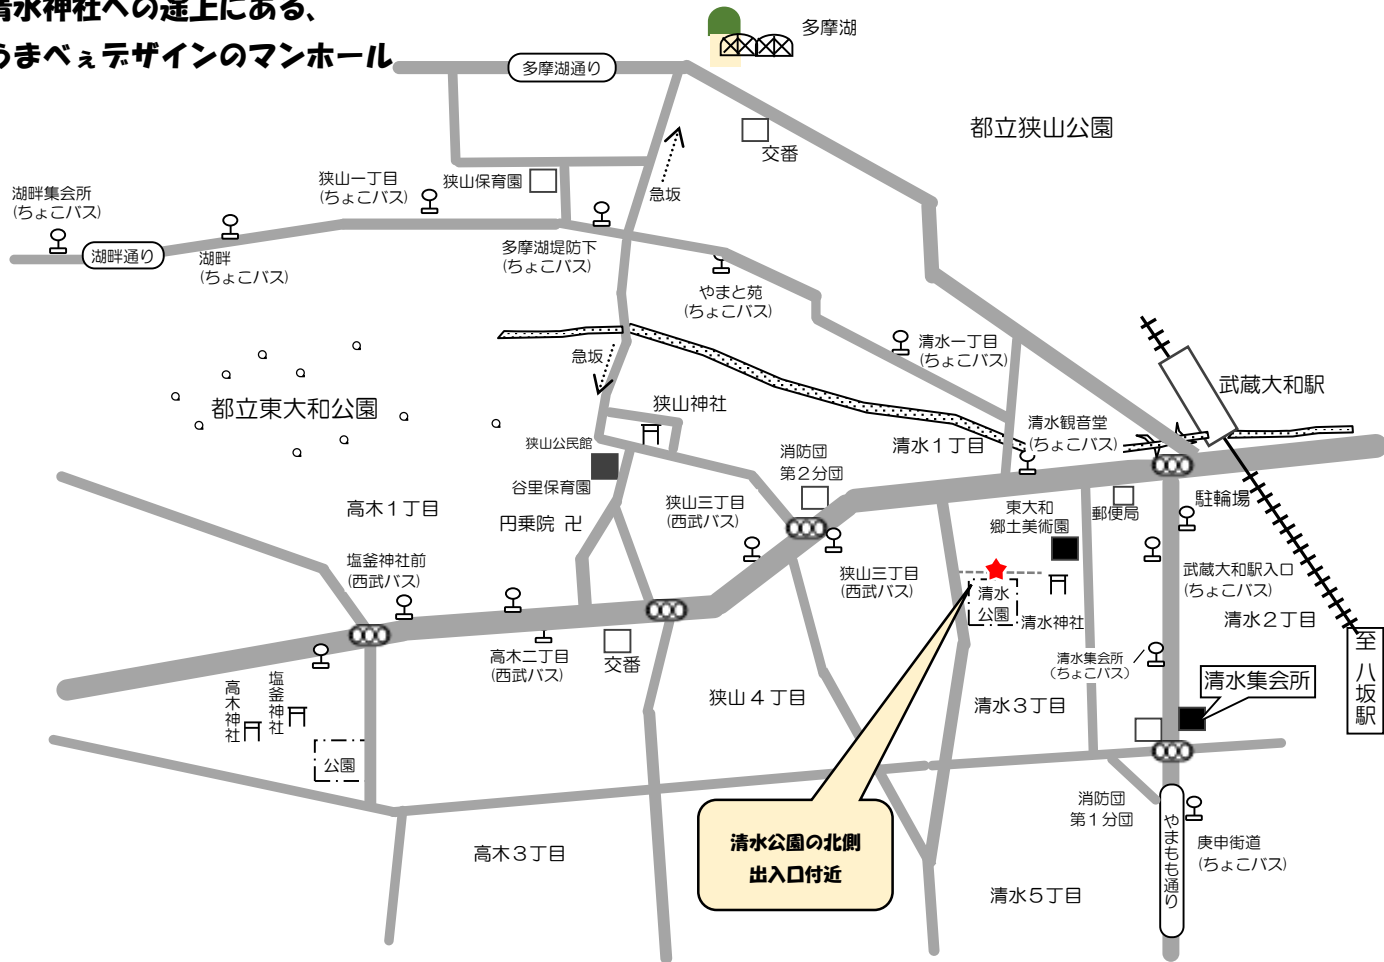 清水神社への途上にある、
うまべぇデザインのマンホール
多摩湖
多摩湖通り
都立狭山公園
交番
急坂
湖畔集会所
(ちょこバス)
狭山一丁目
(ちょこバス)
狭山保育園
湖畔通り
湖畔
(ちょこバス)
多摩湖堤防下
(ちょこバス)
やまと苑
(ちょこバス)
清水一丁目
(ちょこバス)
武蔵大和駅
急坂
都立東大和公園
狭山神社
狭山公民館
谷里保育園
消防団
第2分団
清水1丁目
清水観音堂
(ちょこバス)
高木1丁目
円乗院 卍
狭山三丁目
(西武バス)
東大和
郷土美術園
郵便局
駐輪場
塩釜神社前
(西武バス)
狭山三丁目
(西武バス)
清水
公園
清水神社
武蔵大和駅入口
(ちょこバス)
清水2丁目
高木二丁目
(西武バス)
交番
清水集会所
(ちょこバス)
至 八坂駅
高木神社
塩釜神社
公園
狭山4丁目
清水3丁目
清水集会所
消防団
第1分団
やまもも通り
庚申街道
(ちょこバス)
清水公園の北側
出入口付近
高木3丁目
清水5丁目